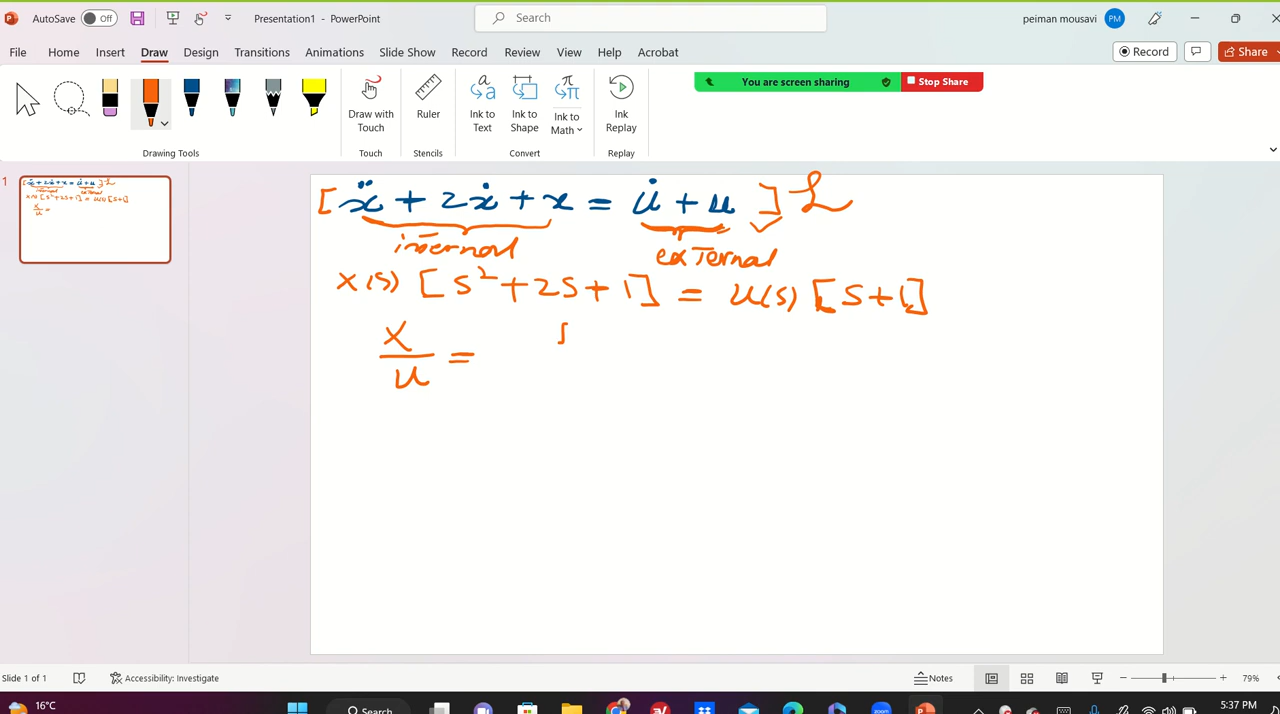 AutoSave Off Presentation1 - PowerPoint Search peiman mousavi PM
File Home Insert Draw Design Transitions Animations Slide Show Record Review View Help Acrobat Record Share
You are screen sharing Stop Share
Draw with Touch Ruler Ink to Text Ink to Shape Ink to Math Ink Replay
Drawing Tools Touch Stencils Convert Replay
1
[ẍ + 2ẋ + x = u̇ + u] ℒ
internal external
X(s) [s² + 2s + 1] = U(s) [s + 1]
X/U = s
Slide 1 of 1 Accessibility: Investigate Notes 79%
16°C Search zoom 5:37 PM